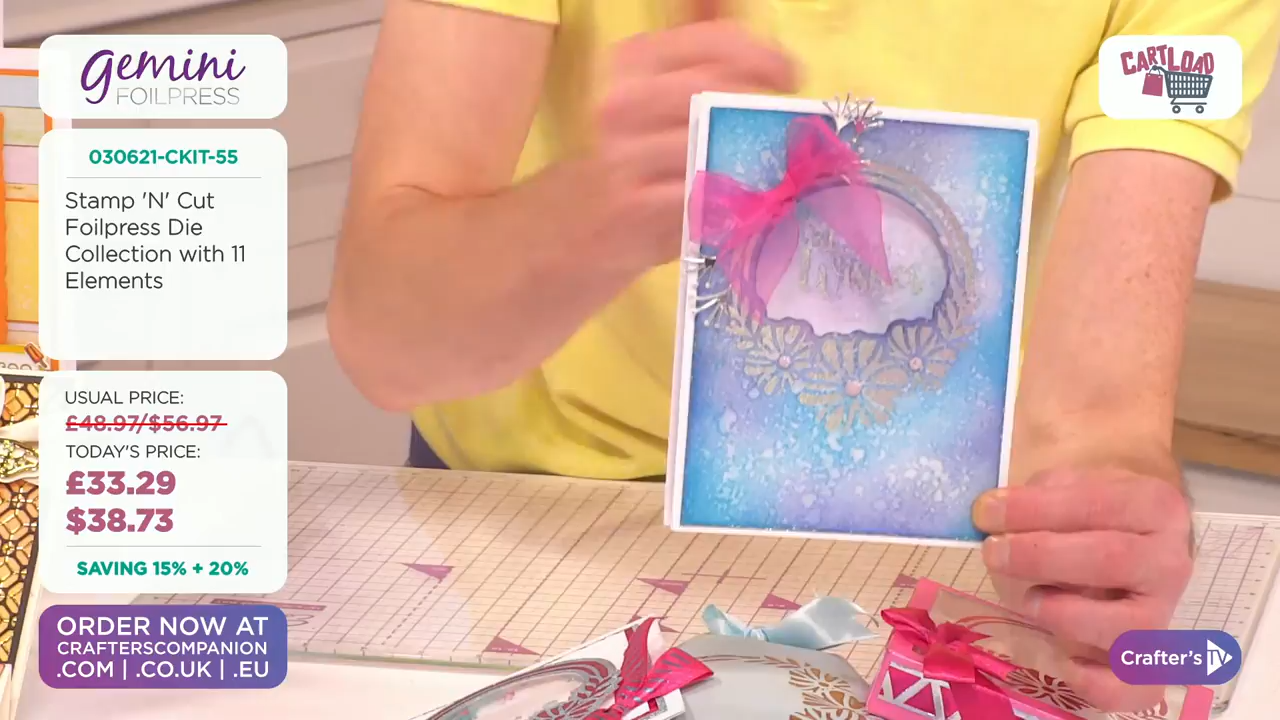 gemini
FOILPRESS
030621-CKIT-55
Stamp 'N' Cut
Foilpress Die
Collection with 11
Elements
USUAL PRICE:
£48.97/$56.97
TODAY'S PRICE:
£33.29
$38.73
SAVING 15% + 20%
ORDER NOW AT
CRAFTERSCOMPANION
.COM | .CO.UK | .EU
CARTLOAD
Crafter's TV